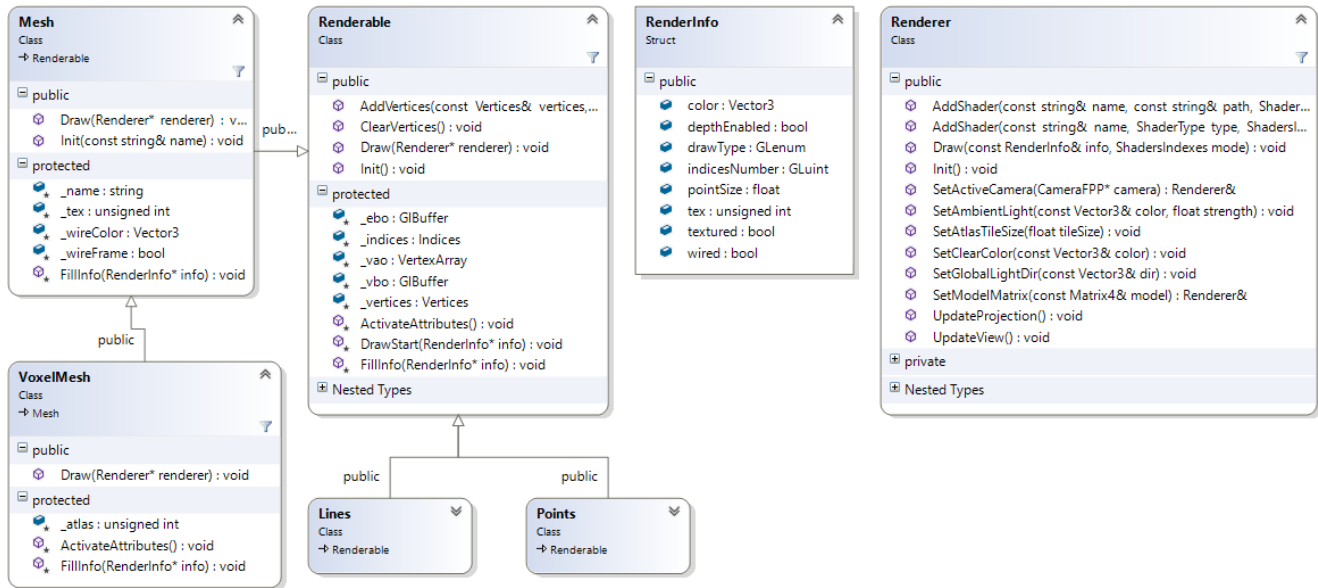 Mesh
Class
Renderable
public
Draw(Renderer* renderer) : v...
Init(const string& name) : void
protected
_name : string
_tex : unsigned int
_wireColor : Vector3
_wireFrame : bool
FillInfo(RenderInfo* info) : void
pub...
public
VoxelMesh
Class
Mesh
public
Draw(Renderer* renderer) : void
protected
_atlas : unsigned int
ActivateAttributes() : void
FillInfo(RenderInfo* info) : void
Renderable
Class
public
AddVertices(const Vertices& vertices,...
ClearVertices() : void
Draw(Renderer* renderer) : void
Init() : void
protected
_ebo : GlBuffer
_indices : Indices
_vao : VertexArray
_vbo : GlBuffer
_vertices : Vertices
ActivateAttributes() : void
DrawStart(RenderInfo* info) : void
FillInfo(RenderInfo* info) : void
Nested Types
public
public
Lines
Class
Renderable
Points
Class
Renderable
RenderInfo
Struct
public
color : Vector3
depthEnabled : bool
drawType : GLenum
indicesNumber : GLuint
pointSize : float
tex : unsigned int
textured : bool
wired : bool
Renderer
Class
public
AddShader(const string& name, const string& path, Shader...
AddShader(const string& name, ShaderType type, ShadersI...
Draw(const RenderInfo& info, ShadersIndexes mode) : void
Init() : void
SetActiveCamera(CameraFPP* camera) : Renderer&
SetAmbientLight(const Vector3& color, float strength) : void
SetAtlasTileSize(float tileSize) : void
SetClearColor(const Vector3& color) : void
SetGlobalLightDir(const Vector3& dir) : void
SetModelMatrix(const Matrix4& model) : Renderer&
UpdateProjection() : void
UpdateView() : void
private
Nested Types